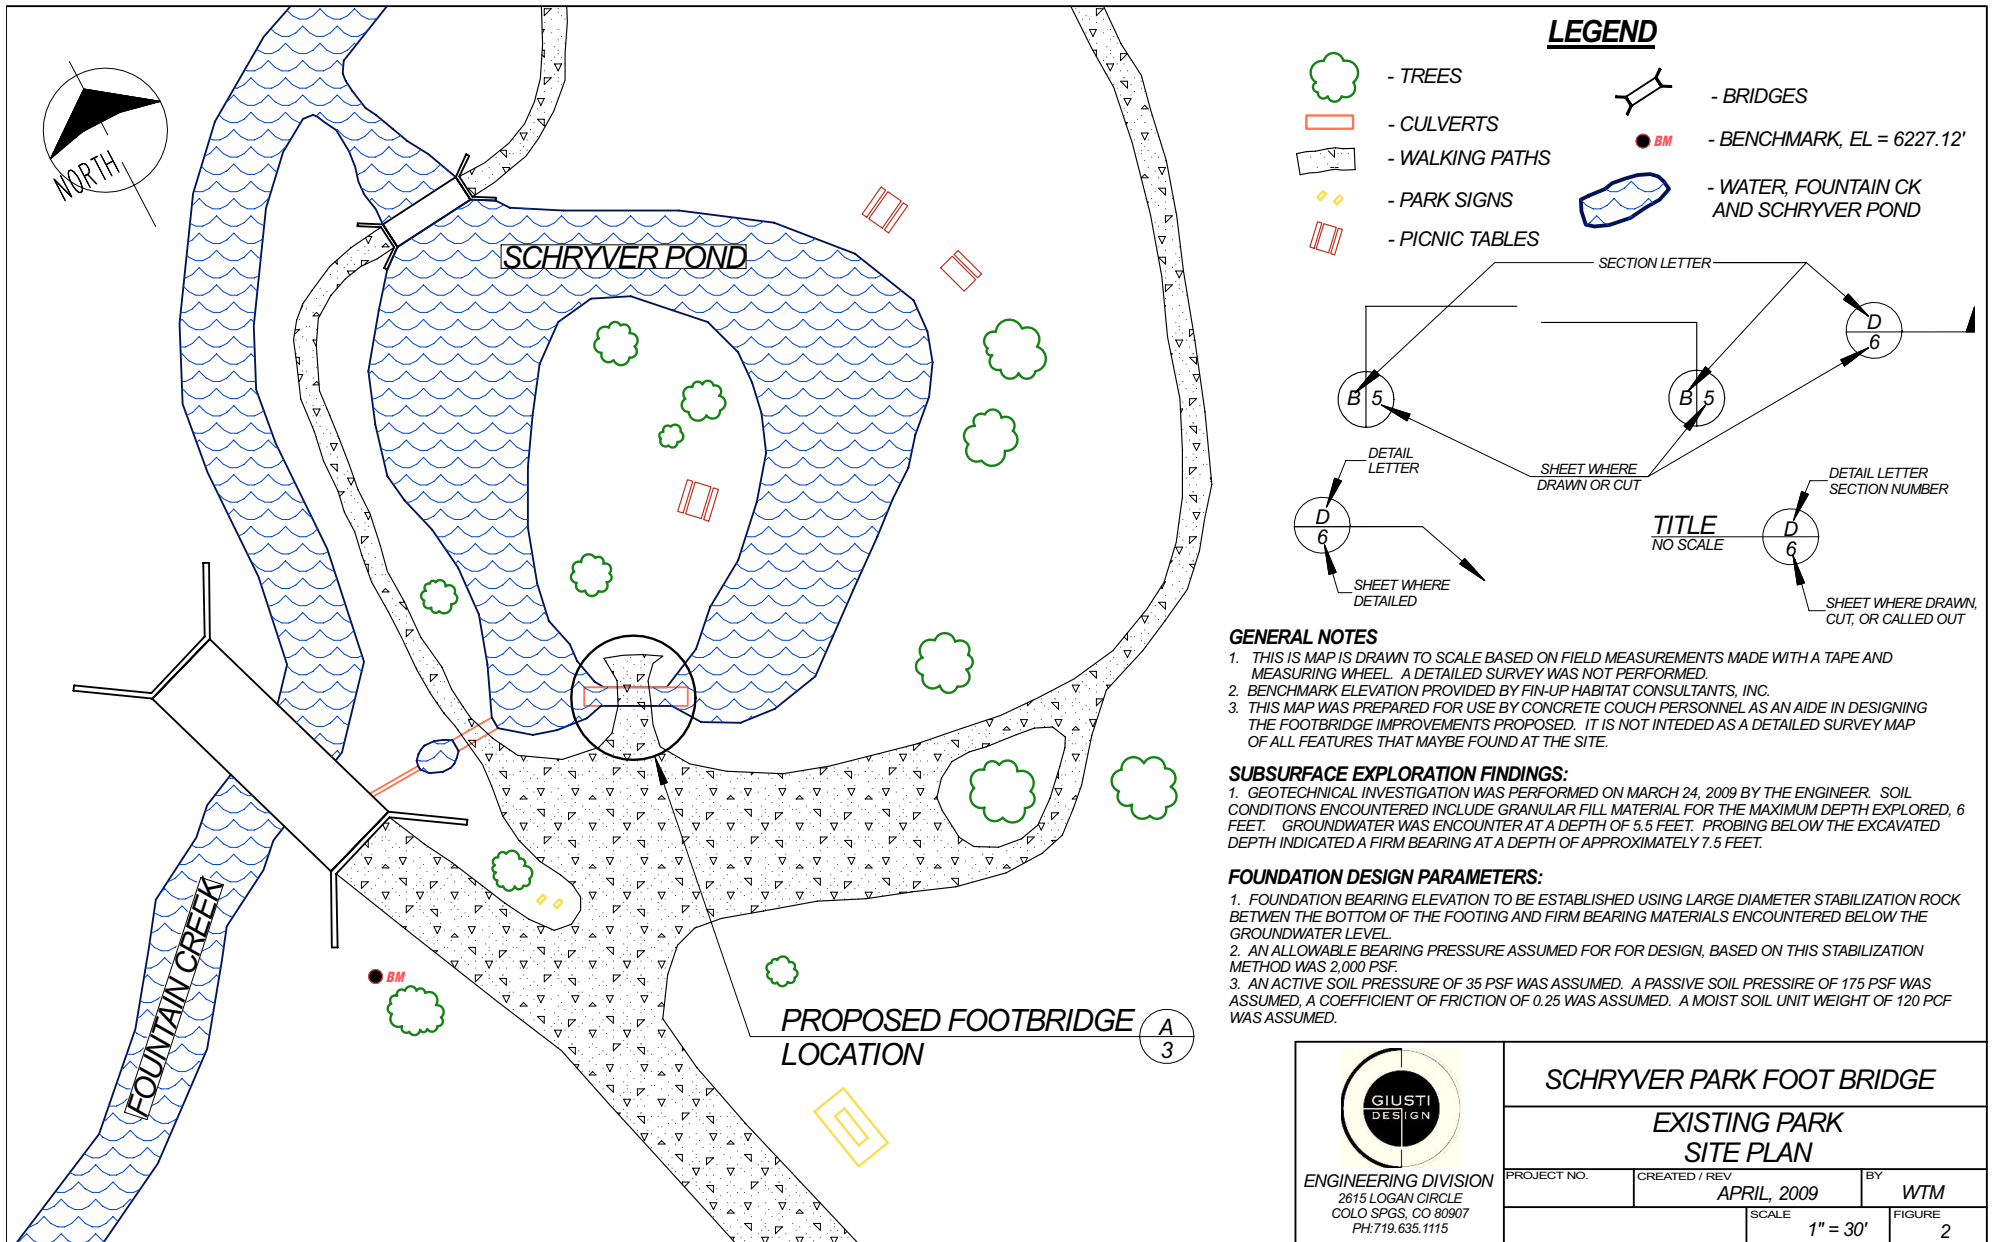 NORTH
SCHRYVER POND
FOUNTAIN CREEK
BM
PROPOSED FOOTBRIDGE
LOCATION
A
3
LEGEND
- TREES
- CULVERTS
- WALKING PATHS
- PARK SIGNS
- PICNIC TABLES
- BRIDGES
BM
- BENCHMARK, EL = 6227.12'
- WATER, FOUNTAIN CK
AND SCHRYVER POND
SECTION LETTER
D
6
B 5
B 5
SHEET WHERE
DRAWN OR CUT
DETAIL
LETTER
D
6
SHEET WHERE
DETAILED
DETAIL LETTER
SECTION NUMBER
TITLE
NO SCALE
D
6
SHEET WHERE DRAWN,
CUT, OR CALLED OUT
GENERAL NOTES
1. THIS IS MAP IS DRAWN TO SCALE BASED ON FIELD MEASUREMENTS MADE WITH A TAPE AND
MEASURING WHEEL. A DETAILED SURVEY WAS NOT PERFORMED.
2. BENCHMARK ELEVATION PROVIDED BY FIN-UP HABITAT CONSULTANTS, INC.
3. THIS MAP WAS PREPARED FOR USE BY CONCRETE COUCH PERSONNEL AS AN AIDE IN DESIGNING
THE FOOTBRIDGE IMPROVEMENTS PROPOSED. IT IS NOT INTEDED AS A DETAILED SURVEY MAP
OF ALL FEATURES THAT MAYBE FOUND AT THE SITE.
SUBSURFACE EXPLORATION FINDINGS:
1. GEOTECHNICAL INVESTIGATION WAS PERFORMED ON MARCH 24, 2009 BY THE ENGINEER. SOIL
CONDITIONS ENCOUNTERED INCLUDE GRANULAR FILL MATERIAL FOR THE MAXIMUM DEPTH EXPLORED, 6
FEET. GROUNDWATER WAS ENCOUNTER AT A DEPTH OF 5.5 FEET. PROBING BELOW THE EXCAVATED
DEPTH INDICATED A FIRM BEARING AT A DEPTH OF APPROXIMATELY 7.5 FEET.
FOUNDATION DESIGN PARAMETERS:
1. FOUNDATION BEARING ELEVATION TO BE ESTABLISHED USING LARGE DIAMETER STABILIZATION ROCK
BETWEN THE BOTTOM OF THE FOOTING AND FIRM BEARING MATERIALS ENCOUNTERED BELOW THE
GROUNDWATER LEVEL.
2. AN ALLOWABLE BEARING PRESSURE ASSUMED FOR FOR DESIGN, BASED ON THIS STABILIZATION
METHOD WAS 2,000 PSF.
3. AN ACTIVE SOIL PRESSURE OF 35 PSF WAS ASSUMED. A PASSIVE SOIL PRESSIRE OF 175 PSF WAS
ASSUMED, A COEFFICIENT OF FRICTION OF 0.25 WAS ASSUMED. A MOIST SOIL UNIT WEIGHT OF 120 PCF
WAS ASSUMED.
GIUSTI
DESIGN
ENGINEERING DIVISION
2615 LOGAN CIRCLE
COLO SPGS, CO 80907
PH:719.635.1115
SCHRYVER PARK FOOT BRIDGE
EXISTING PARK
SITE PLAN
PROJECT NO.
CREATED / REV
APRIL, 2009
BY
WTM
SCALE
1" = 30'
FIGURE
2